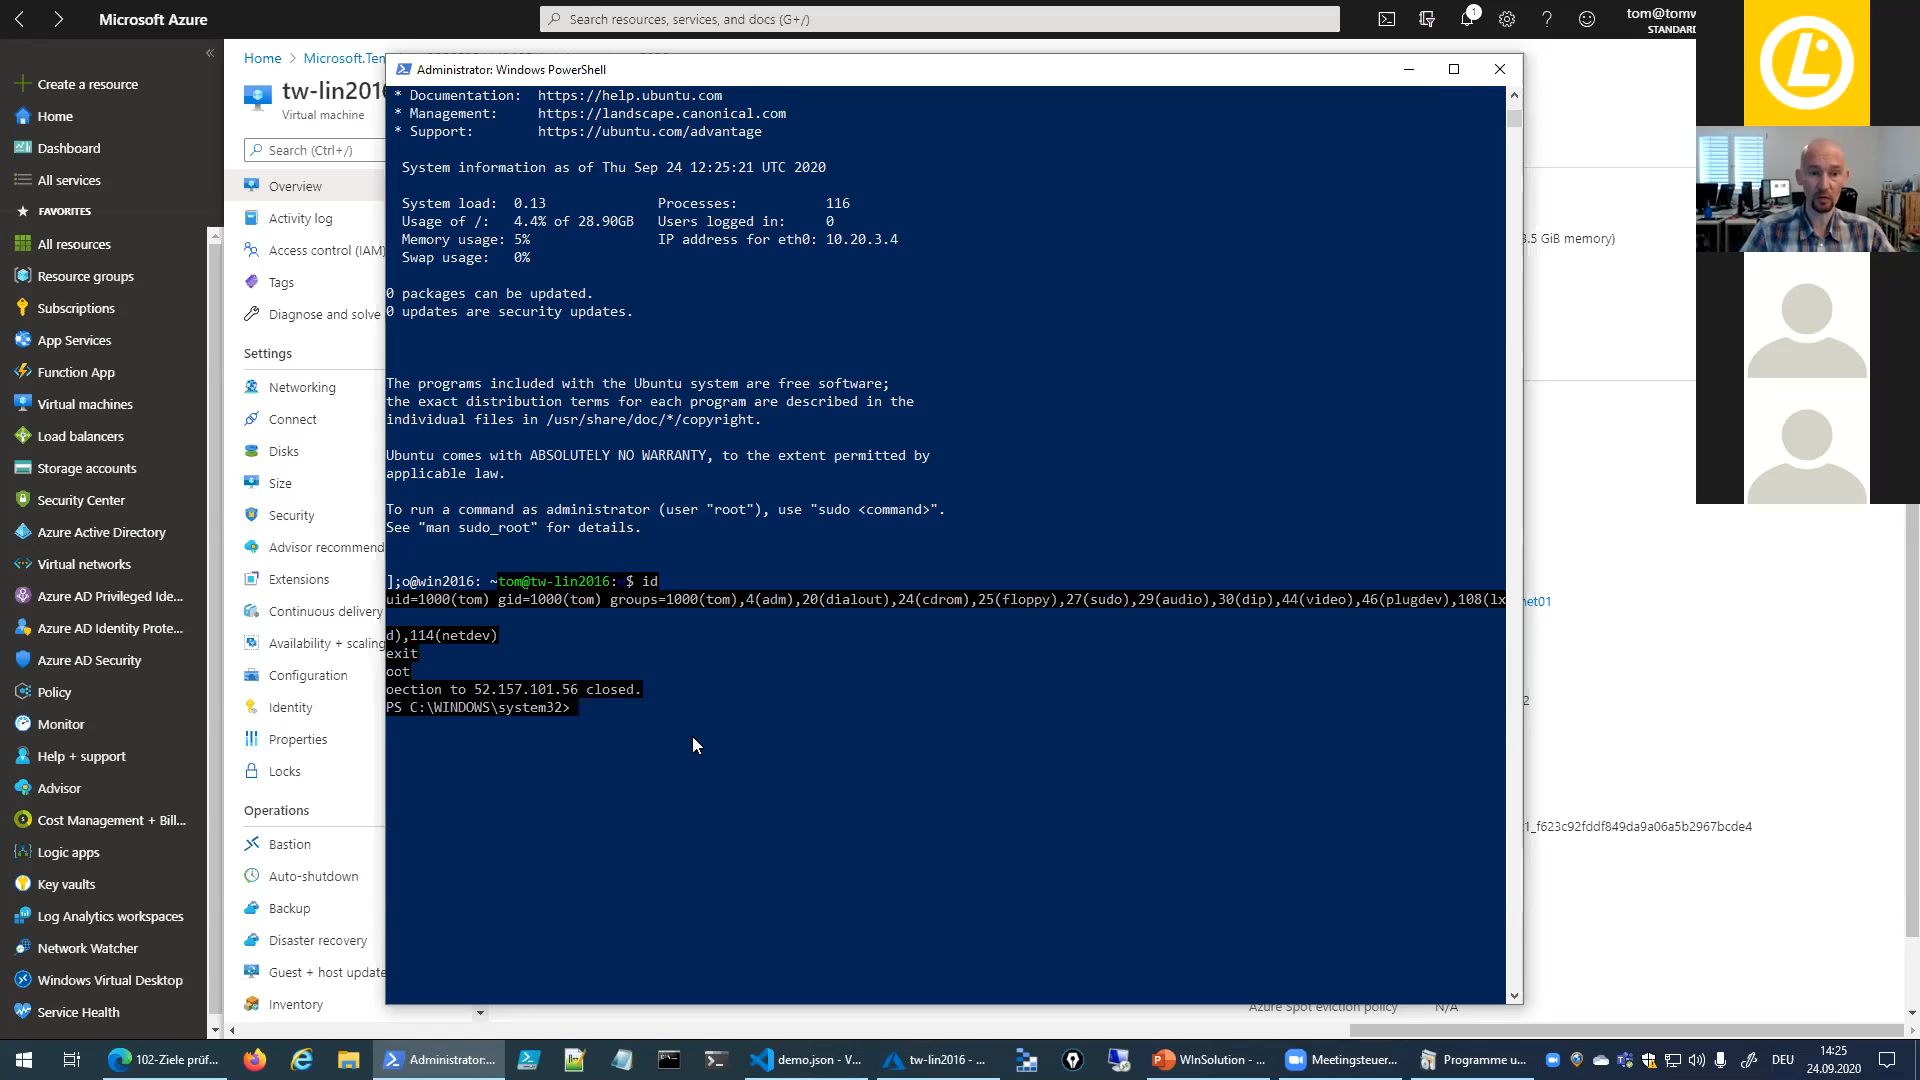 Microsoft Azure
Search resources, services, and docs (G+/)
1
tom@tomw
STANDARD
Create a resource
Home
Dashboard
All services
FAVORITES
All resources
Resource groups
Subscriptions
App Services
Function App
Virtual machines
Load balancers
Storage accounts
Security Center
Azure Active Directory
Virtual networks
Azure AD Privileged Ide...
Azure AD Identity Prote...
Azure AD Security
Policy
Monitor
Help + support
Advisor
Cost Management + Bill...
Logic apps
Key vaults
Log Analytics workspaces
Network Watcher
Windows Virtual Desktop
Service Health
Home > Microsoft.Tem
tw-lin2016
Virtual machine
Search (Ctrl+/)
Overview
Activity log
Access control (IAM)
Tags
Diagnose and solve
Settings
Networking
Connect
Disks
Size
Security
Advisor recommend
Extensions
Continuous delivery
Availability + scaling
Configuration
Identity
Properties
Locks
Operations
Bastion
Auto-shutdown
Backup
Disaster recovery
Guest + host update
Inventory
Administrator: Windows PowerShell
* Documentation: https://help.ubuntu.com
* Management: https://landscape.canonical.com
* Support: https://ubuntu.com/advantage
System information as of Thu Sep 24 12:25:21 UTC 2020
System load: 0.13 Processes: 116
Usage of /: 4.4% of 28.90GB Users logged in: 0
Memory usage: 5% IP address for eth0: 10.20.3.4
Swap usage: 0%
0 packages can be updated.
0 updates are security updates.
The programs included with the Ubuntu system are free software;
the exact distribution terms for each program are described in the
individual files in /usr/share/doc/*/copyright.
Ubuntu comes with ABSOLUTELY NO WARRANTY, to the extent permitted by
applicable law.
To run a command as administrator (user "root"), use "sudo <command>".
See "man sudo_root" for details.
];o@win2016: ~tom@tw-lin2016:~$ id
uid=1000(tom) gid=1000(tom) groups=1000(tom),4(adm),20(dialout),24(cdrom),25(floppy),27(sudo),29(audio),30(dip),44(video),46(plugdev),108(lx
d),114(netdev)
exit
oot
oection to 52.157.101.56 closed.
PS C:\WINDOWS\system32>
3.5 GiB memory)
net01
2
1_f623c92fddf849da9a06a5b2967bcde4
Azure Spot eviction policy N/A
L
102-Ziele prüf...
Administrator:...
demo.json - V...
tw-lin2016 - ...
WInSolution - ...
Meetingsteuer...
Programme u...
DEU
14:25
24.09.2020